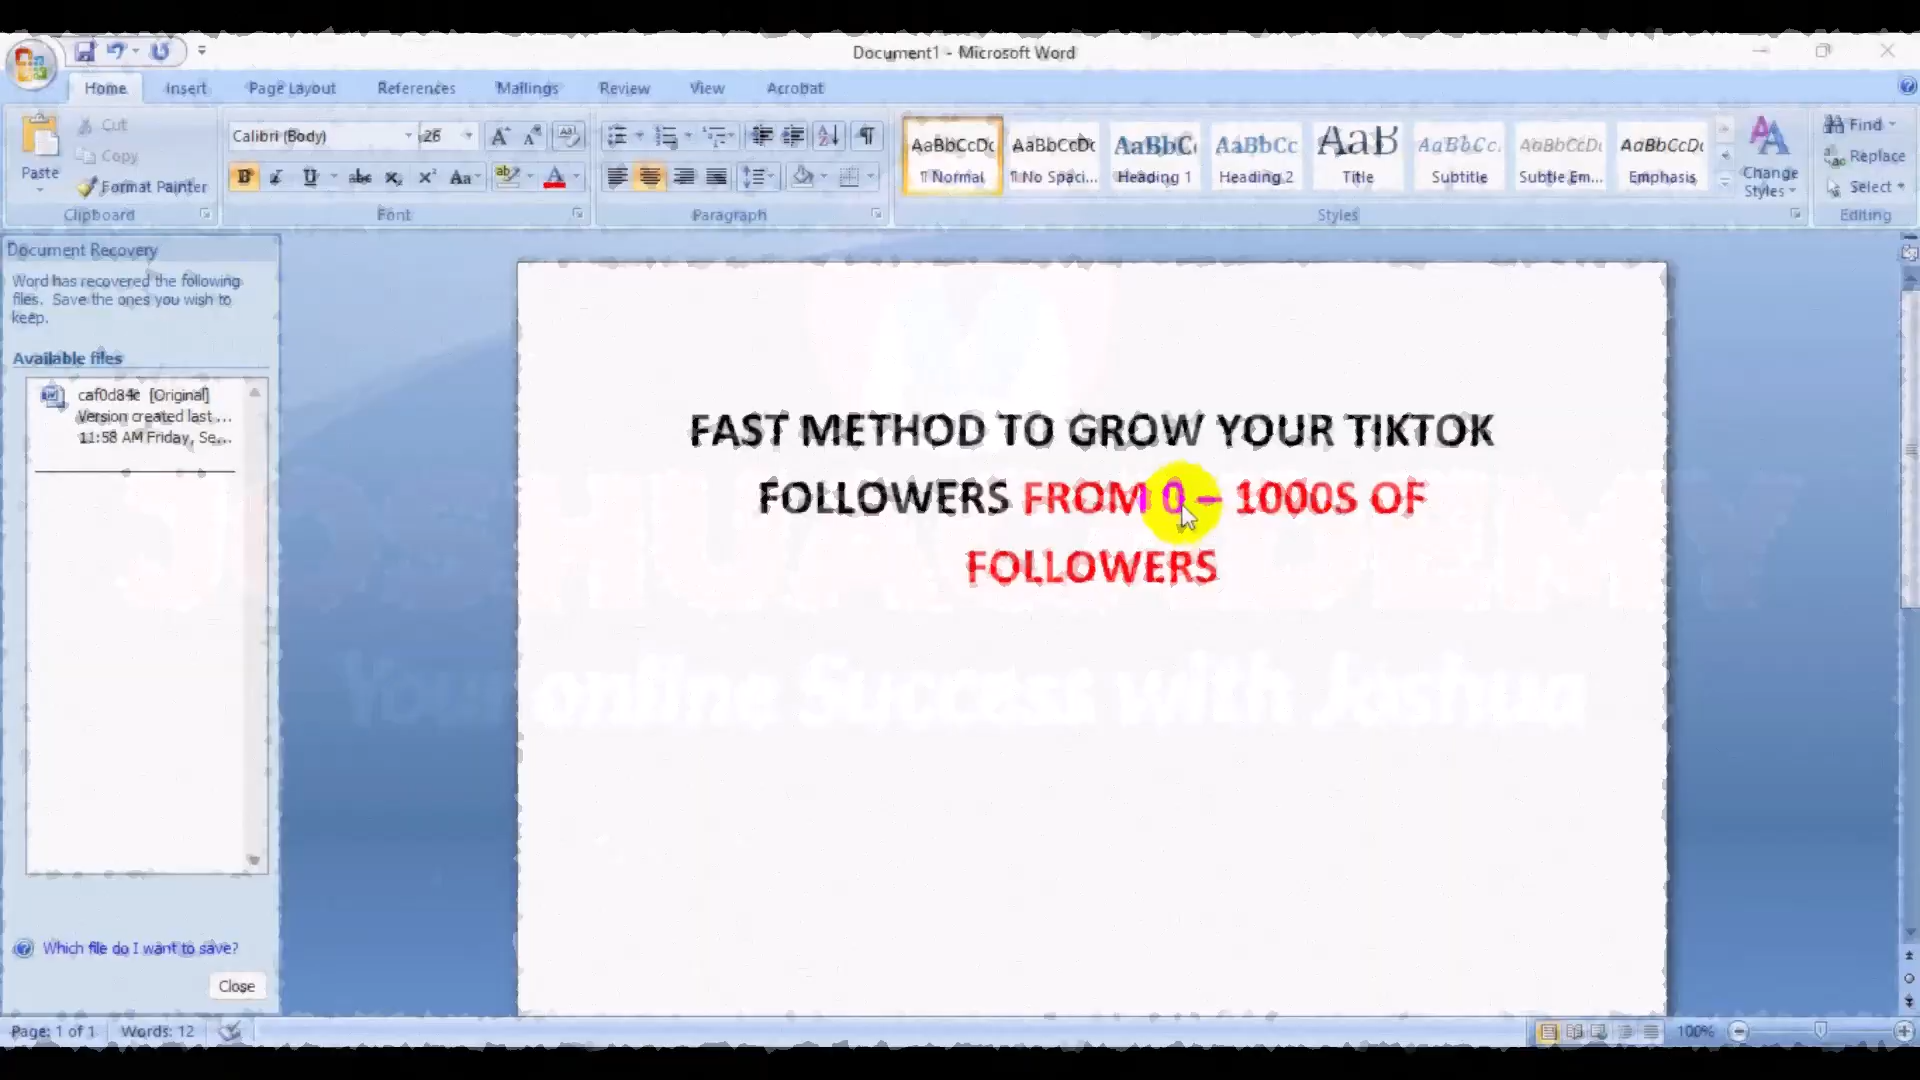 Document1 - Microsoft Word
Home Insert Page Layout References Mailings Review View Acrobat
Paste
Cut
Copy
Format Painter
Clipboard
Calibri (Body) 26
Font
Paragraph
AaBbCcDc AaBbCcDc AaBbC AaBbCc AaB AaBbCc. AaBbCcDc AaBbCcDc
¶ Normal ¶ No Spaci... Heading 1 Heading 2 Title Subtitle Subtle Em... Emphasis
Change
Styles
Styles
Find
Replace
Select
Editing
Document Recovery
Word has recovered the following
files. Save the ones you wish to
keep.
Available files
caf0d84e [Original]
Version created last ...
11:58 AM Friday, Se...
Which file do I want to save?
Close
FAST METHOD TO GROW YOUR TIKTOK
FOLLOWERS FROM 0 – 1000S OF
FOLLOWERS
Your online Success with Joshua
Page: 1 of 1 Words: 12
100%